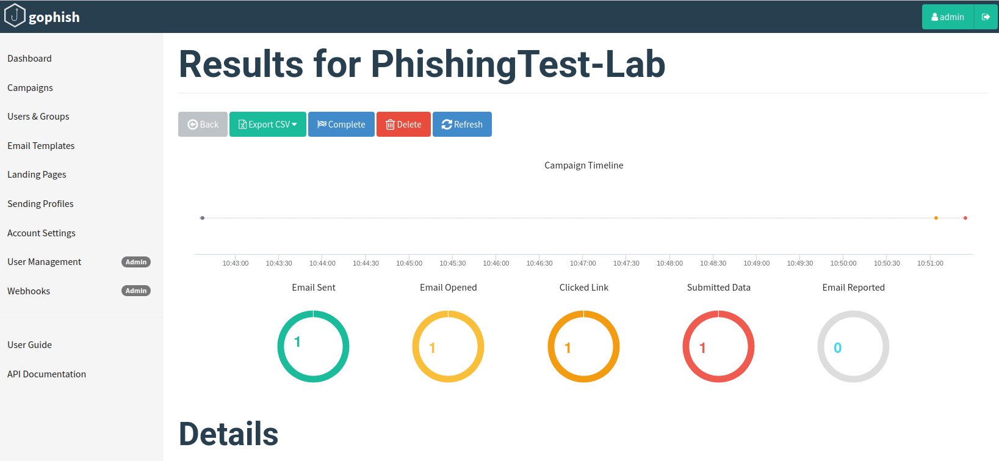 gophish
admin
Dashboard
Campaigns
Users & Groups
Email Templates
Landing Pages
Sending Profiles
Account Settings
User Management Admin
Webhooks Admin
User Guide
API Documentation
Results for PhishingTest-Lab
Back Export CSV Complete Delete Refresh
Campaign Timeline
10:43:00 10:43:30 10:44:00 10:44:30 10:45:00 10:45:30 10:46:00 10:46:30 10:47:00 10:47:30 10:48:00 10:48:30 10:49:00 10:49:30 10:50:00 10:50:30 10:51:00
Email Sent Email Opened Clicked Link Submitted Data Email Reported
1 1 1 1 0
Details